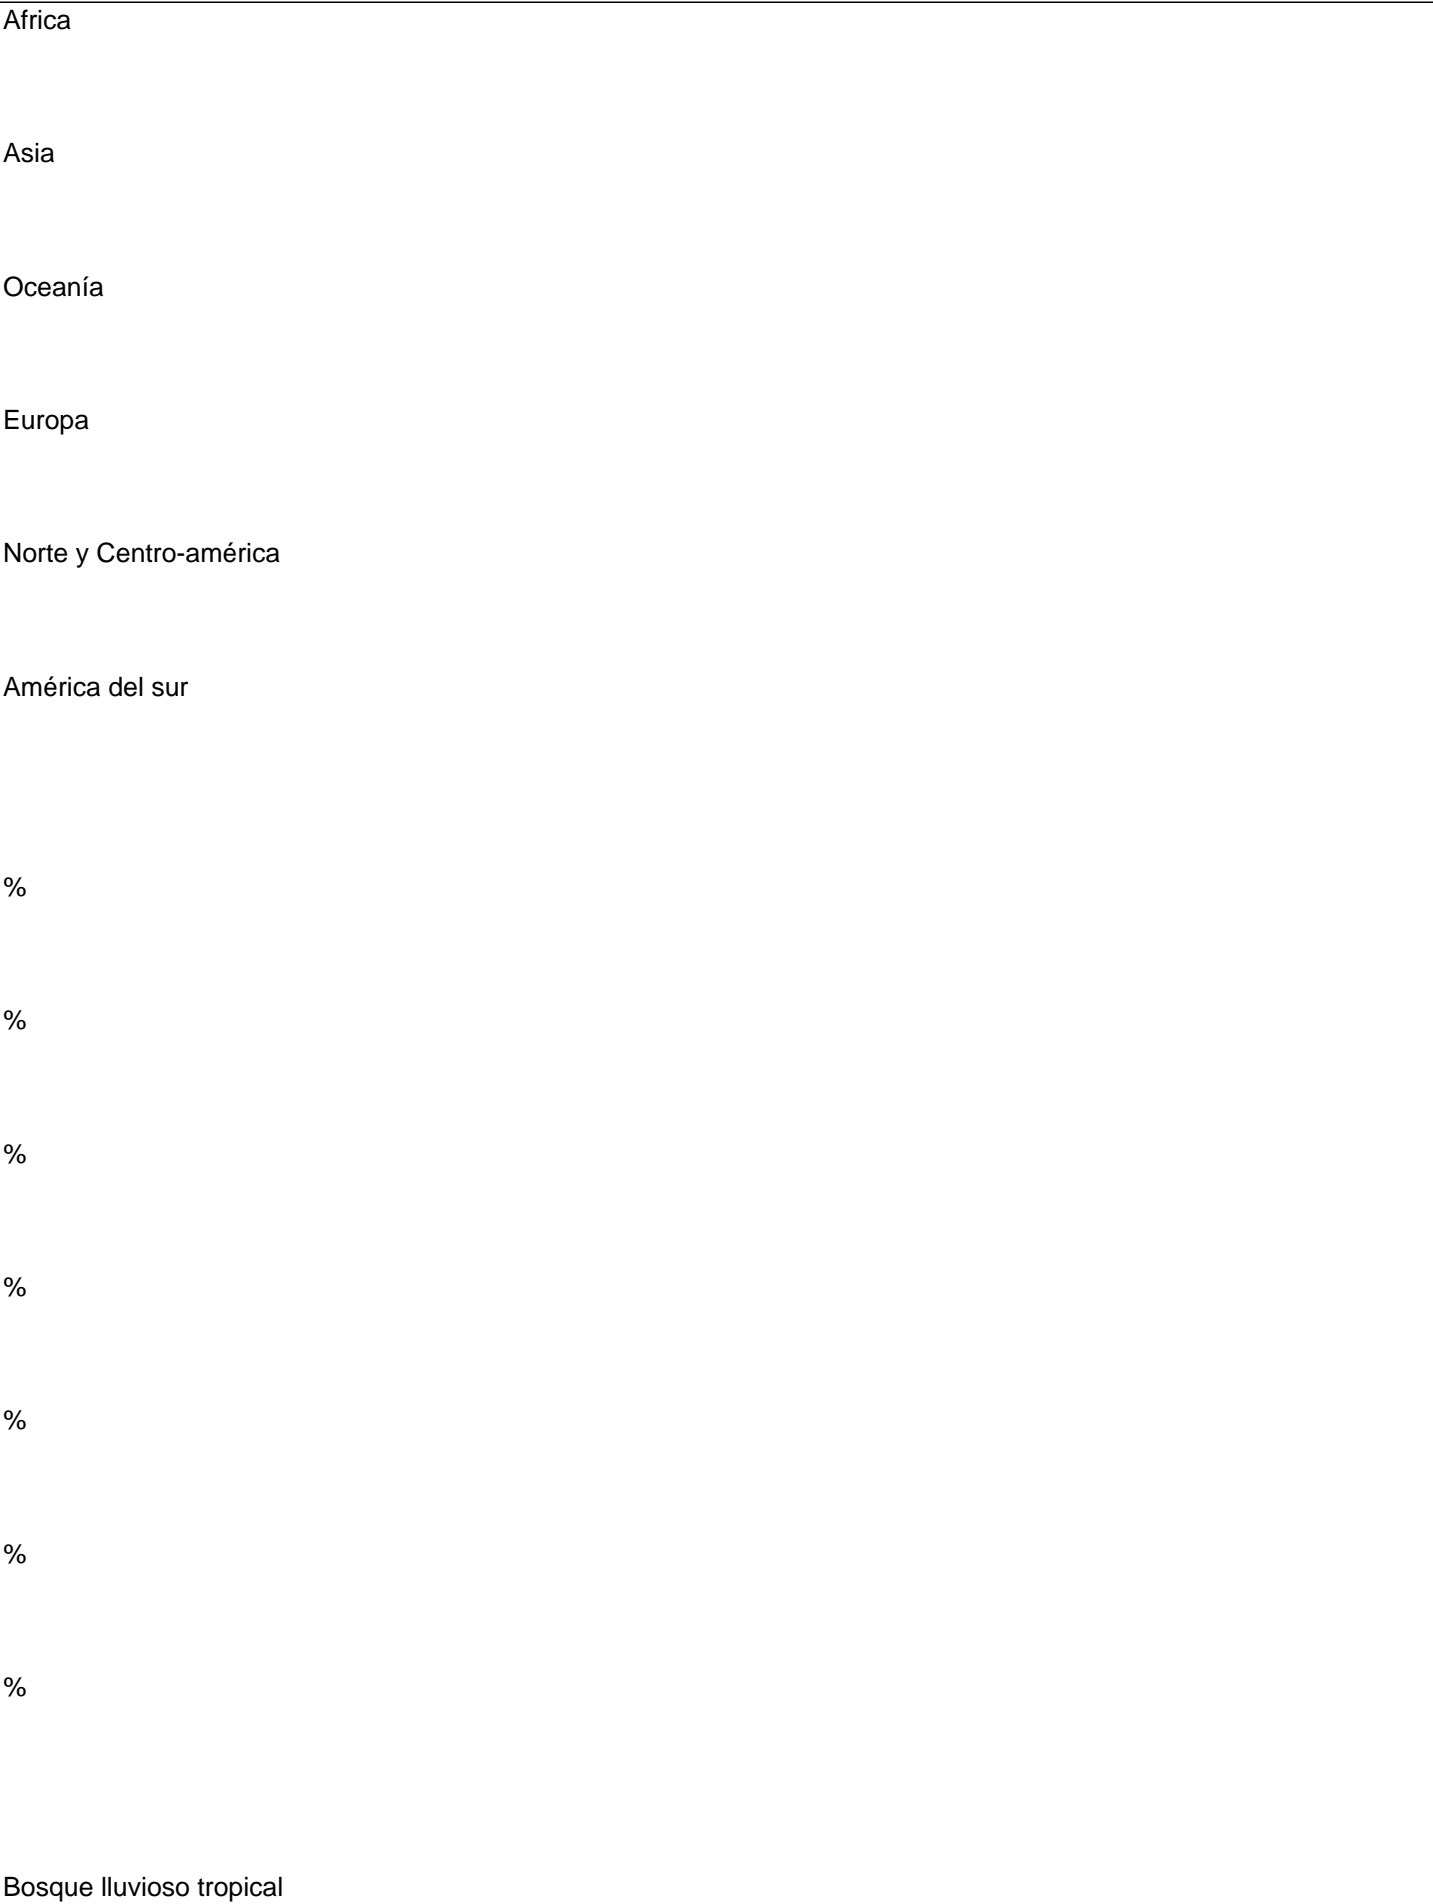 Africa
Asia
Oceanía
Europa
Norte y Centro-américa
América del sur
%
%
%
%
%
%
%
Bosque lluvioso tropical